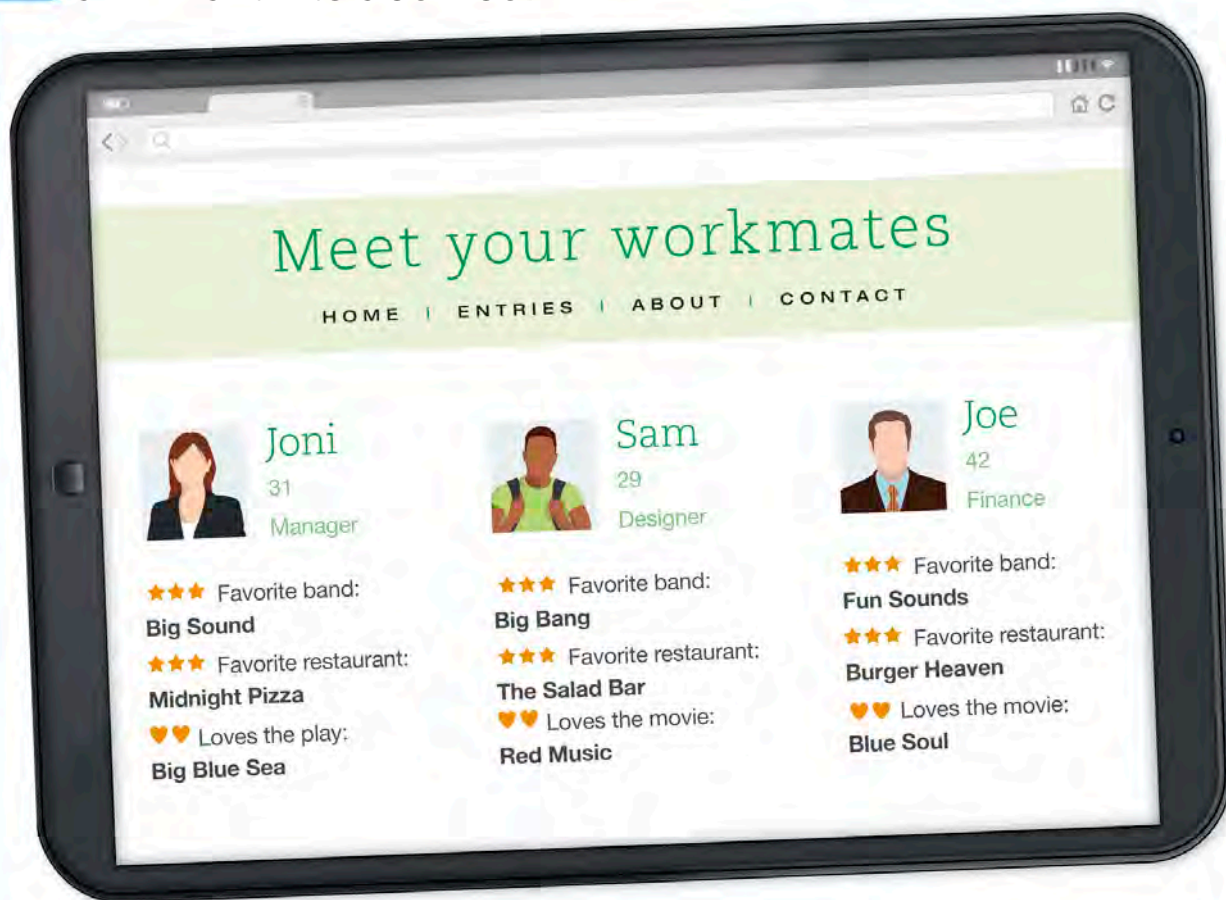 Meet your workmates
HOME | ENTRIES | ABOUT | CONTACT
Joni
31
Manager
★★★ Favorite band:
Big Sound
★★★ Favorite restaurant:
Midnight Pizza
♥♥ Loves the play:
Big Blue Sea
Sam
29
Designer
★★★ Favorite band:
Big Bang
★★★ Favorite restaurant:
The Salad Bar
♥♥ Loves the movie:
Red Music
Joe
42
Finance
★★★ Favorite band:
Fun Sounds
★★★ Favorite restaurant:
Burger Heaven
♥♥ Loves the movie:
Blue Soul